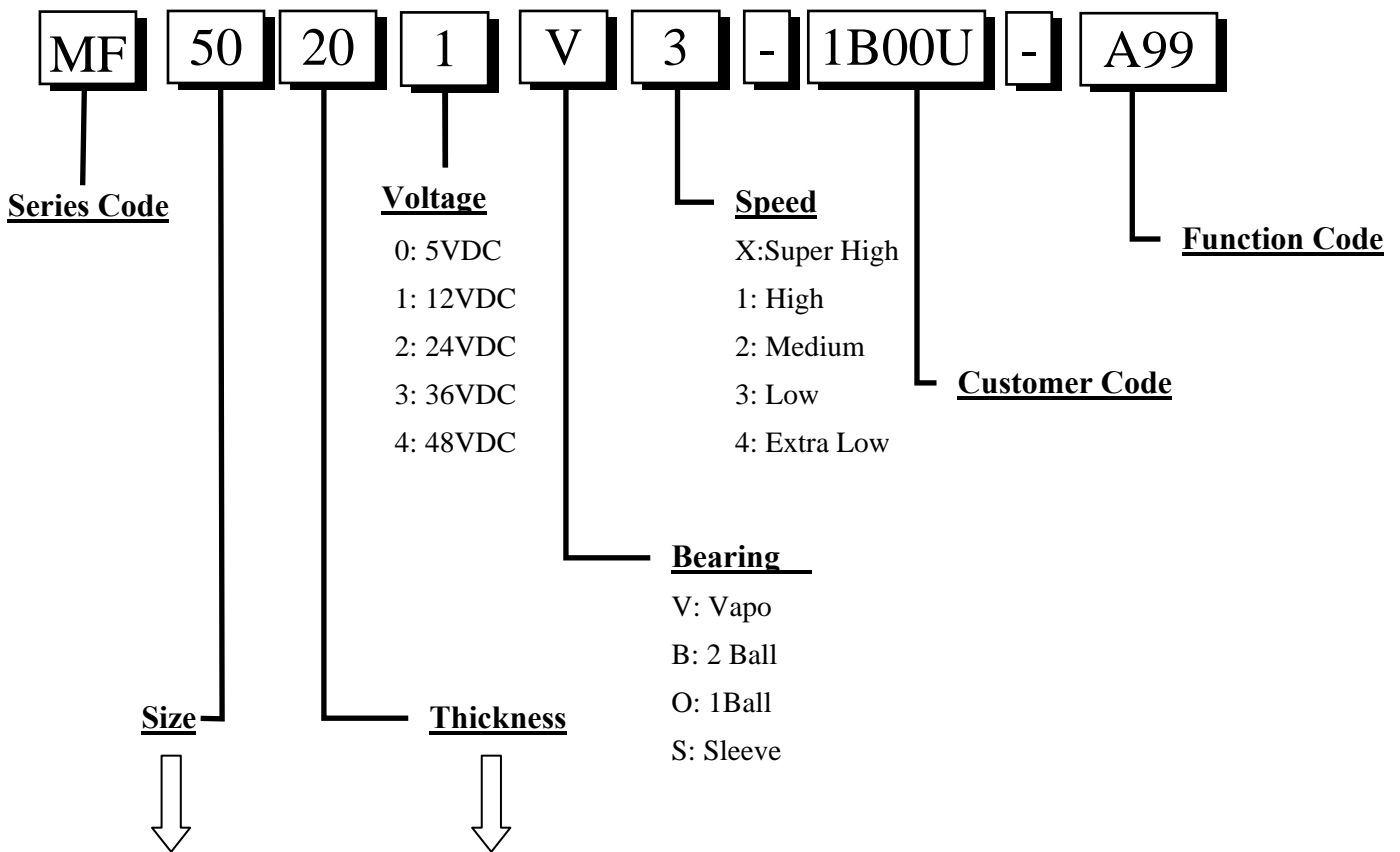 MF 50 20 1 V 3 - 1B00U - A99
Series Code
Voltage
0: 5VDC
1: 12VDC
2: 24VDC
3: 36VDC
4: 48VDC
Speed
X:Super High
1: High
2: Medium
3: Low
4: Extra Low
Function Code
Customer Code
Bearing
V: Vapo
B: 2 Ball
O: 1Ball
S: Sleeve
Size
Thickness